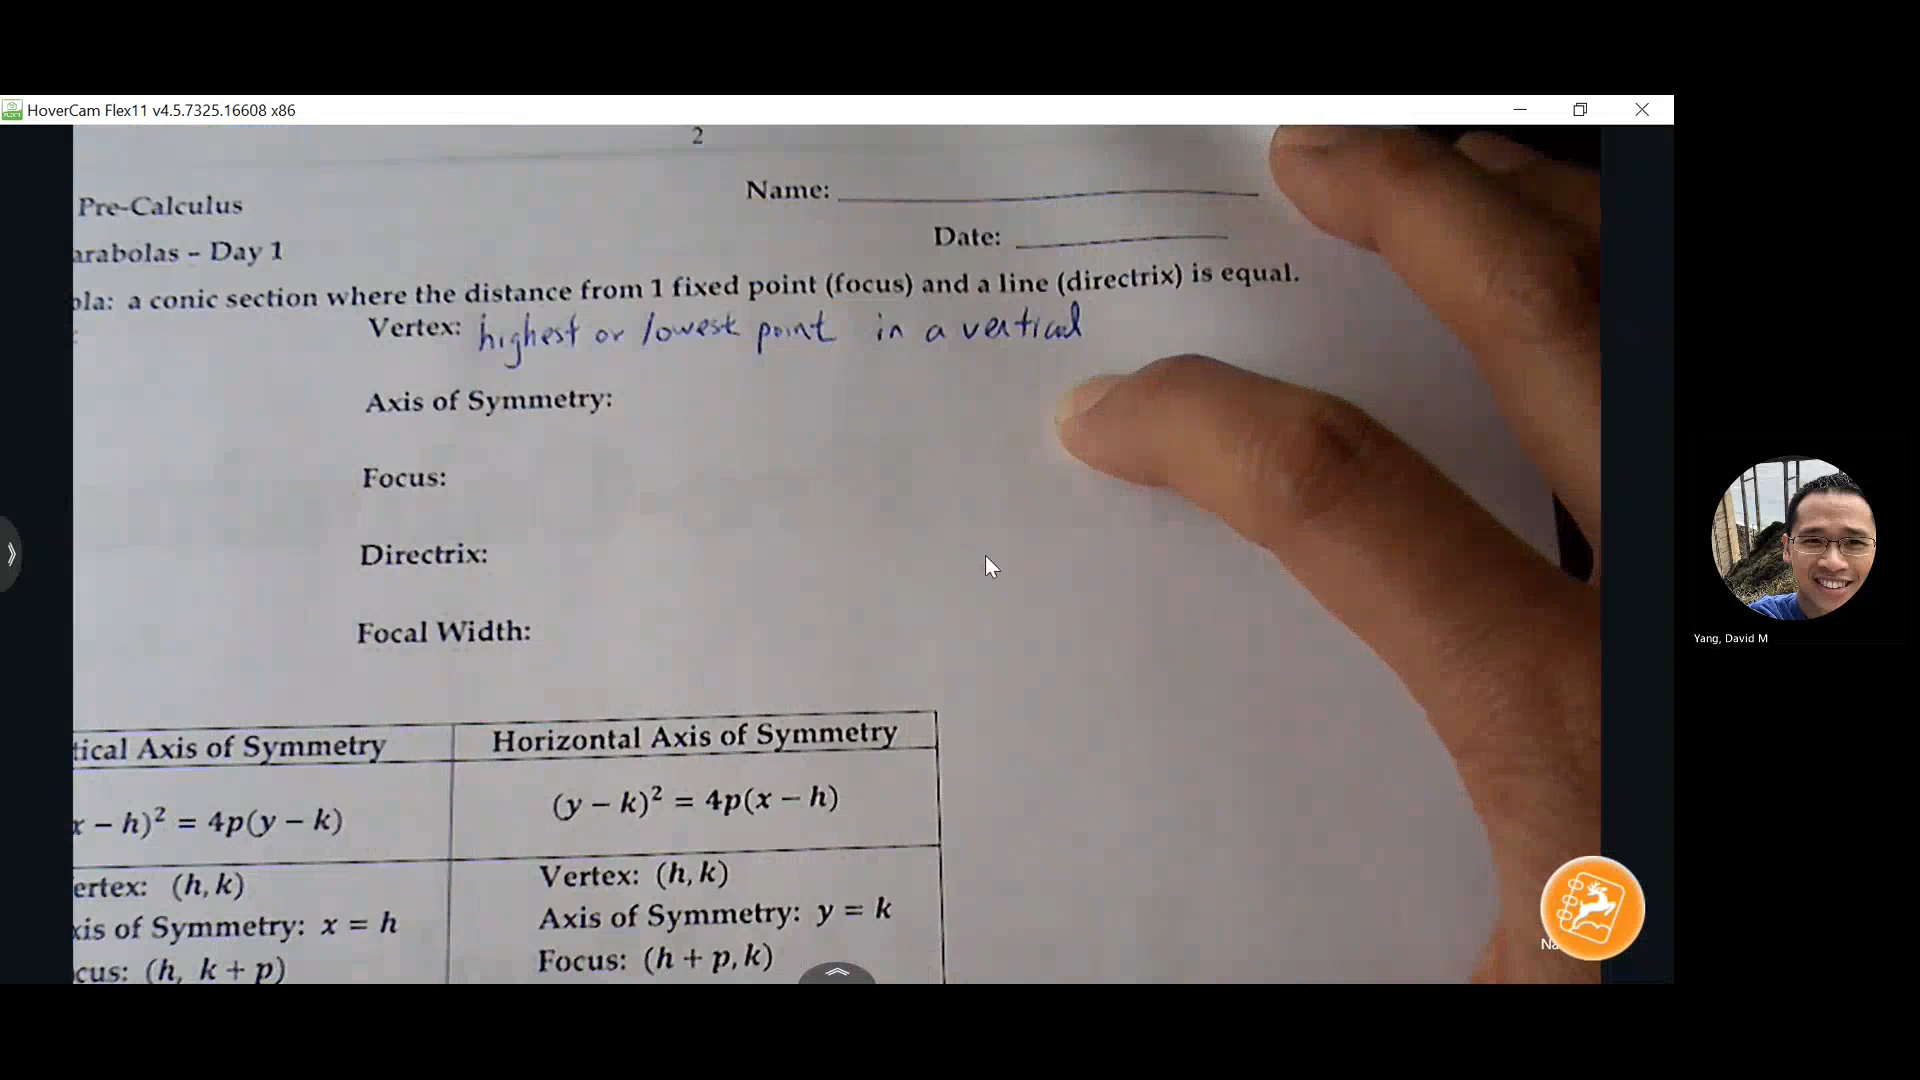 HoverCam Flex11 v4.5.7325.16608 x86
2
Pre-Calculus
Name:
arabolas – Day 1
Date:
ola: a conic section where the distance from 1 fixed point (focus) and a line (directrix) is equal.
Vertex: highest or lowest point in a vertical
Axis of Symmetry:
Focus:
Directrix:
Focal Width:
tical Axis of Symmetry
Horizontal Axis of Symmetry
x – h)² = 4p(y – k)
(y – k)² = 4p(x – h)
ertex: (h, k)
xis of Symmetry: x = h
cus: (h, k + p)
Vertex: (h, k)
Axis of Symmetry: y = k
Focus: (h + p, k)
Yang, David M